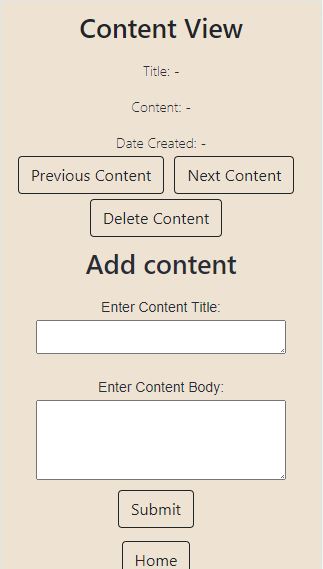 Content View
Title: -
Content: -
Date Created: -
Previous Content Next Content
Delete Content
Add content
Enter Content Title:
Enter Content Body:
Submit
Home